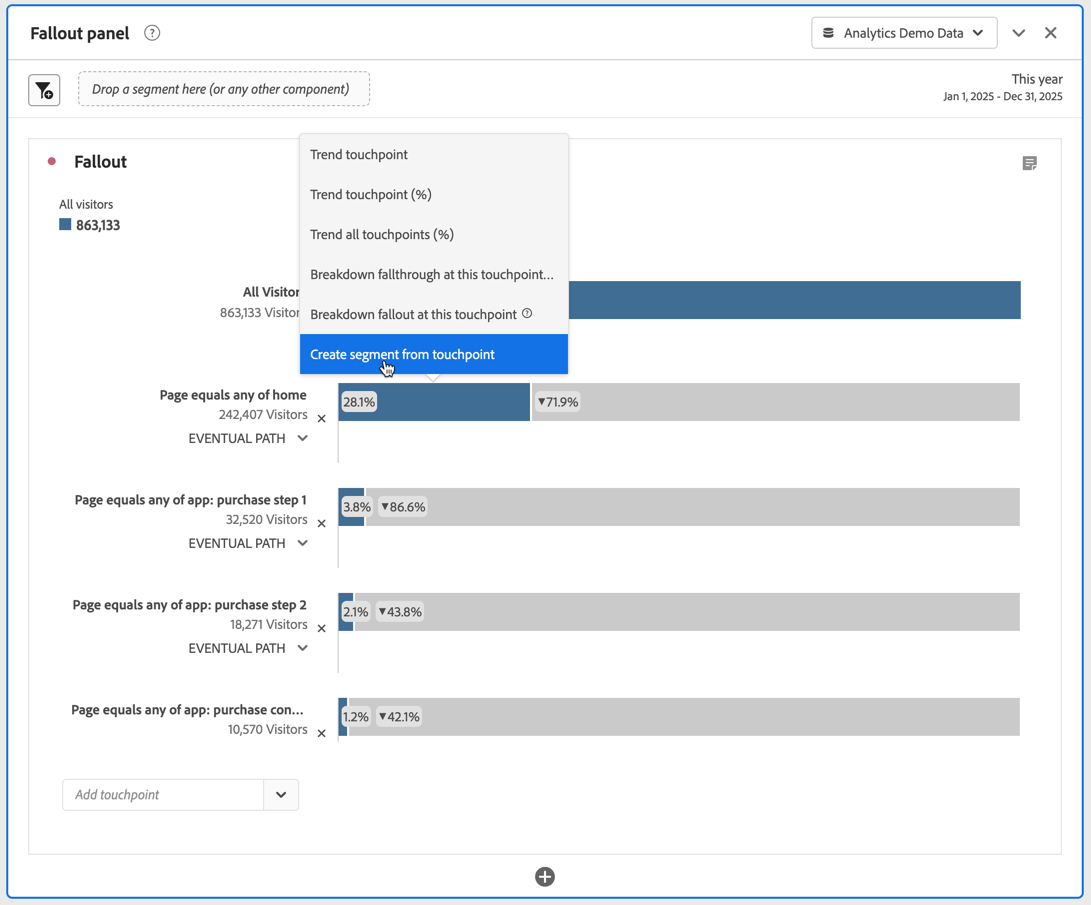 Fallout panel ?
Analytics Demo Data
Drop a segment here (or any other component)
This year
Jan 1, 2025 - Dec 31, 2025
Fallout
All visitors
863,133
Trend touchpoint
Trend touchpoint (%)
Trend all touchpoints (%)
Breakdown fallthrough at this touchpoint...
Breakdown fallout at this touchpoint ?
Create segment from touchpoint
All Visitor
863,133 Visitor
Page equals any of home
242,407 Visitors
EVENTUAL PATH
28.1% ▼71.9%
Page equals any of app: purchase step 1
32,520 Visitors
EVENTUAL PATH
3.8% ▼86.6%
Page equals any of app: purchase step 2
18,271 Visitors
EVENTUAL PATH
2.1% ▼43.8%
Page equals any of app: purchase con...
10,570 Visitors
1.2% ▼42.1%
Add touchpoint